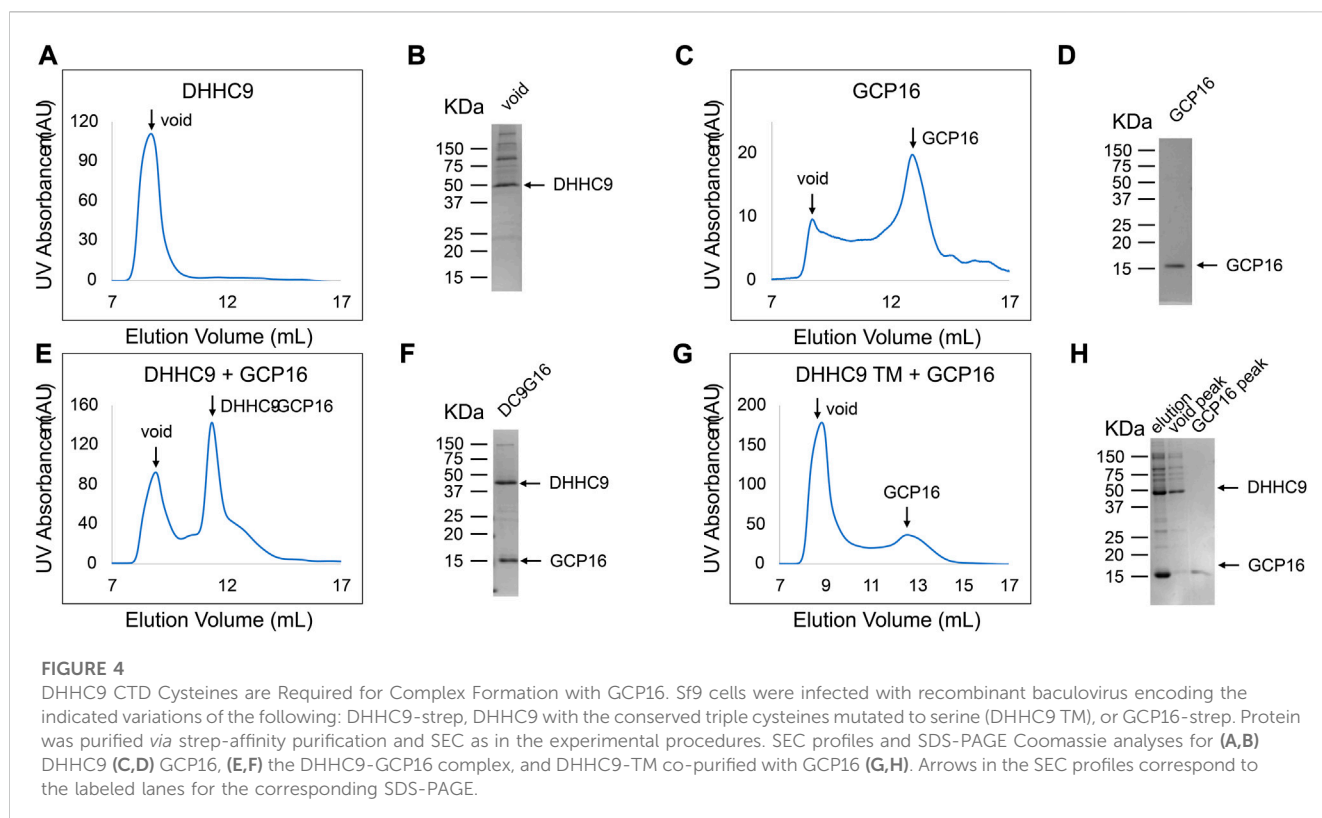 A
DHHC9
UV Absorbance(mAU)
120
90
60
30
0
void
7 12 17
Elution Volume (mL)
B
KDa
void
150
75
50
37
25
20
15
DHHC9
C
GCP16
UV Absorbance(mAU)
20
10
0
void
GCP16
7 12 17
Elution Volume (mL)
D
KDa
GCP16
150
75
50
37
25
20
15
GCP16
E
DHHC9 + GCP16
UV Absorbance(mAU)
160
120
80
40
0
void
DHHC9-GCP16
7 12 17
Elution Volume (mL)
F
KDa
DC9G16
150
75
50
37
25
20
15
DHHC9
GCP16
G
DHHC9 TM + GCP16
UV Absorbance(mAU)
200
150
100
50
0
void
GCP16
7 9 11 13 15 17
Elution Volume (mL)
H
KDa
elution
void peak
GCP16 peak
150
75
50
37
25
20
15
DHHC9
GCP16
FIGURE 4
DHHC9 CTD Cysteines are Required for Complex Formation with GCP16. Sf9 cells were infected with recombinant baculovirus encoding the
indicated variations of the following: DHHC9-strep, DHHC9 with the conserved triple cysteines mutated to serine (DHHC9 TM), or GCP16-strep. Protein
was purified via strep-affinity purification and SEC as in the experimental procedures. SEC profiles and SDS-PAGE Coomassie analyses for (A,B)
DHHC9 (C,D) GCP16, (E,F) the DHHC9-GCP16 complex, and DHHC9-TM co-purified with GCP16 (G,H). Arrows in the SEC profiles correspond to
the labeled lanes for the corresponding SDS-PAGE.